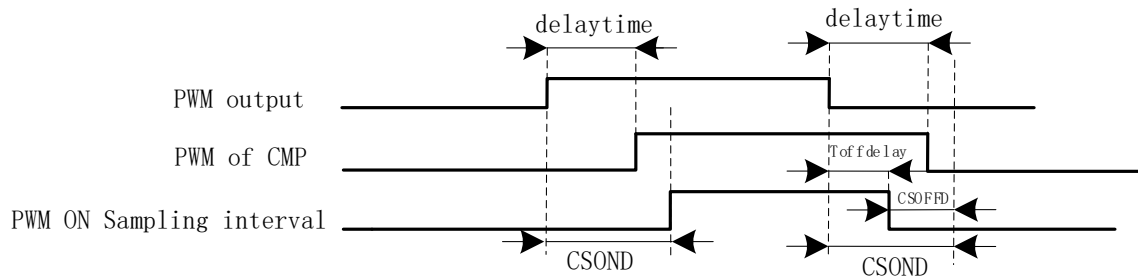 delaytime
delaytime
PWM output
PWM of CMP
Toffdelay
CSOFFD
PWM ON Sampling interval
CSOND
CSOND